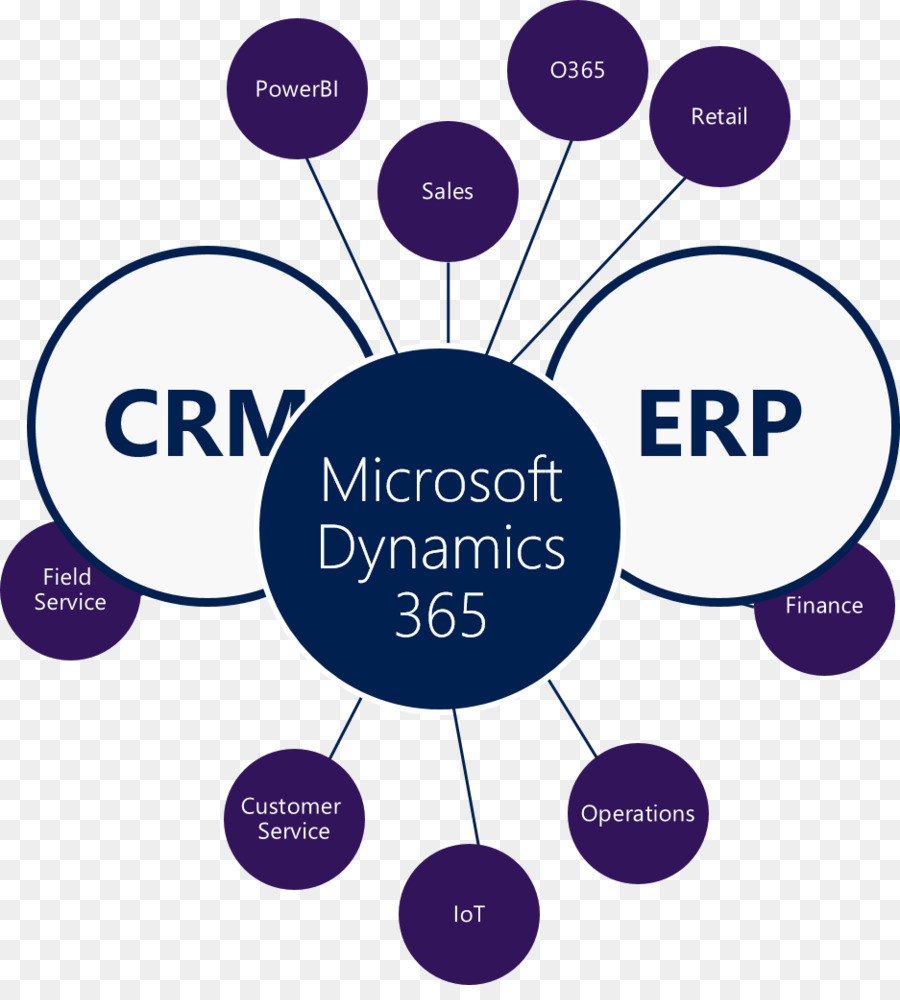 O365
PowerBI
Retail
Sales
CRM
ERP
Microsoft
Dynamics
365
Field
Service
Finance
Customer
Service
Operations
IoT